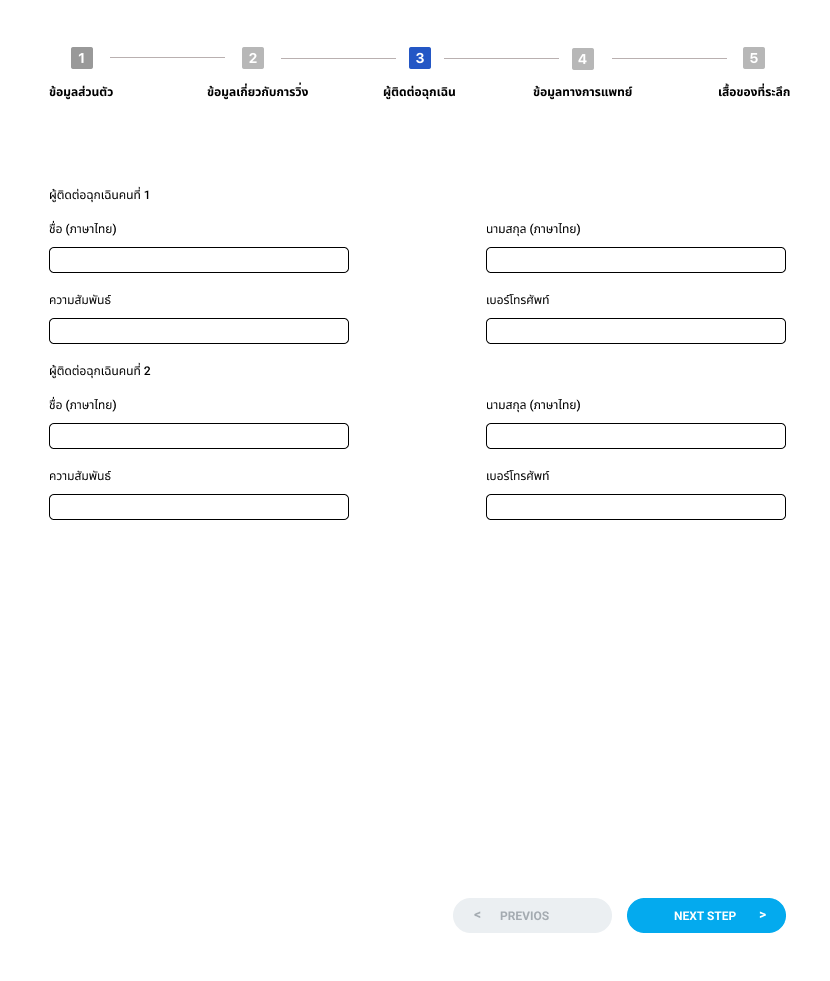 1 2 3 4 5
ข้อมูลส่วนตัว ข้อมูลเกี่ยวกับการวิ่ง ผู้ติดต่อฉุกเฉิน ข้อมูลทางการแพทย์ เสื้อของที่ระลึก
ผู้ติดต่อฉุกเฉินคนที่ 1
ชื่อ (ภาษาไทย) นามสกุล (ภาษาไทย)
ความสัมพันธ์ เบอร์โทรศัพท์
ผู้ติดต่อฉุกเฉินคนที่ 2
ชื่อ (ภาษาไทย) นามสกุล (ภาษาไทย)
ความสัมพันธ์ เบอร์โทรศัพท์
< PREVIOS NEXT STEP >